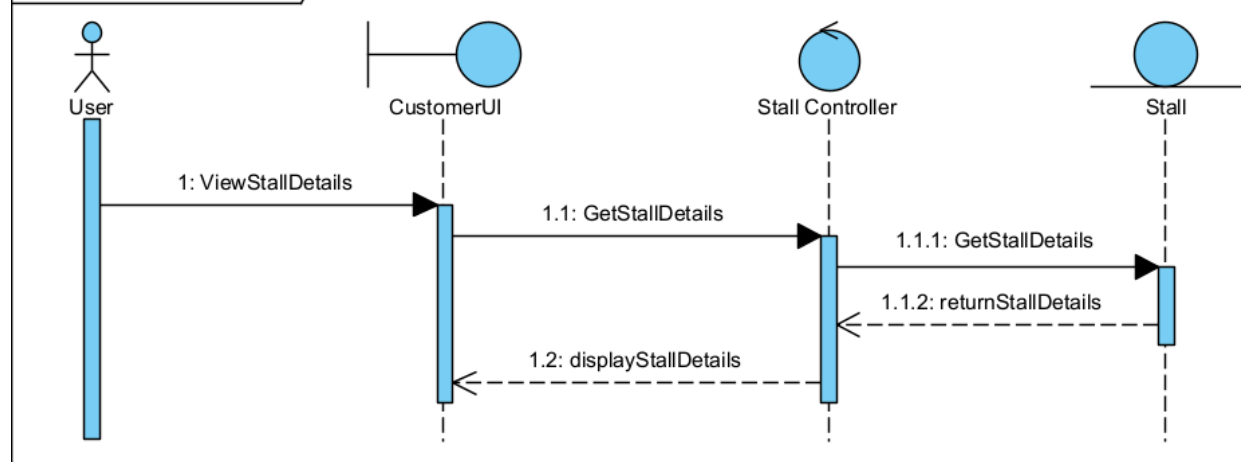 User
CustomerUI
Stall Controller
Stall
1: ViewStallDetails
1.1: GetStallDetails
1.1.1: GetStallDetails
1.1.2: returnStallDetails
1.2: displayStallDetails